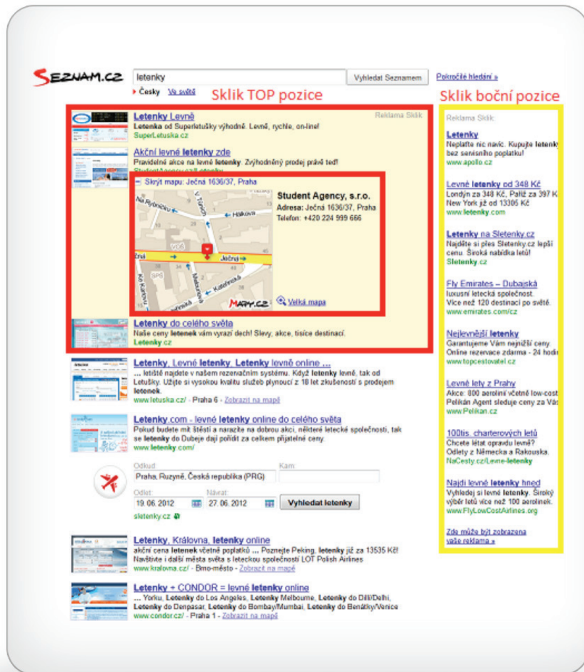 SEZNAM.CZ
letenky
Vyhledat Seznamem
Pokročilé hledání »
Česky Ve světě
Sklik TOP pozice
Sklik boční pozice
Letenky Levně
Reklama Sklik
Letenka od Superletušky výhodně. Levně, rychle, on-line!
SuperLetuska.cz
Akční levné letenky zde
Pravidelné akce na levné letenky. Zvýhodněný prodej právě teď!
Skrýt mapu: Ječná 1636/37, Praha
Na Rybníčku
V Tůních
Hálkova
Ječná
Ječná
Ke Karlovu
Melounova
Kateřinská
MAPY.CZ
Student Agency, s.r.o.
Adresa: Ječná 1636/37, Praha
Telefon: +420 224 999 666
Velká mapa
Letenky do celého světa
Naše ceny letenek vám vyrazí dech! Slevy, akce, tisíce destinací.
Letenky.cz
Letenky, Levné letenky, Letenky levně online ...
... letiště najdete v našem rezervačním systému. Když letenky levně, tak od
Letušky. Užijte si vysokou kvalitu služeb plynoucí z 18 let zkušeností s prodejem
letenek.
www.letuska.cz/ - Praha 6 - Zobrazit na mapě
Letenky.com - levné letenky online do celého světa
Pokud budete mít štěstí a narazíte na dobrou akci, některé letecké společnosti, tak
se letenky do Dubaje dají pořídit za celkem přijatelné ceny.
www.letenky.com/
Odkud:
Kam:
Praha, Ruzyně, Česká republika (PRG)
Odlet:
Návrat:
19.06.2012
27.06.2012
Vyhledat letenky
sletenky.cz
Letenky, Královna, letenky online
akční cena letenek včetně poplatků ... Poznejte Peking, letenky již za 13535 Kč!
Navštivte i další města světa s leteckou společností LOT Polish Airlines
www.kralovna.cz/ - Brno-město - Zobrazit na mapě
Letenky + CONDOR = levné letenky online
... Yorku, Letenky do Los Angeles, Letenky Melbourne, Letenky do Dillí/Delhi,
Letenky do Denpasar, Letenky do Bombay/Mumbai, Letenky do Benátky/Venice
www.condor.cz/ - Praha 1 - Zobrazit na mapě
Reklama Sklik
Letenky
Neplaťte nic navíc. Kupujte letenky
bez servisního poplatku!
www.apollo.cz
Levné letenky od 348 Kč
Londýn za 348 Kč, Paříž za 397 K
New York již od 13305 Kč
www.letenky.com
Letenky na Sletenky.cz
Najděte si přes Sletenky.cz lepší
cenu. Široká nabídka letů!
Sletenky.cz
Fly Emirates – Dubajská
luxusní letecká společnost.
Více než 120 destinací po světě.
www.emirates.com/cz
Nejlevnější letenky
Garantujeme Vám nejnižší ceny
Online rezervace zdarma - 24 hodin
www.topcestovatel.cz
Levné lety z Prahy
Akce: 800 aerolinií včetně low-cost
Pelikán Agent sleduje ceny za Vás
www.Pelikan.cz
100tis. charterových letů
Chcete létat opravdu levně?
Odlety z Německa a Rakouska.
NaCesty.cz/Levne-letenky
Najdi levné letenky hned
Vyhledej si levné letenky. Široký
výběr letů více než 100 aerolinek.
www.FlyLowCostAirlines.org
Zde může být zobrazena
vaše reklama »